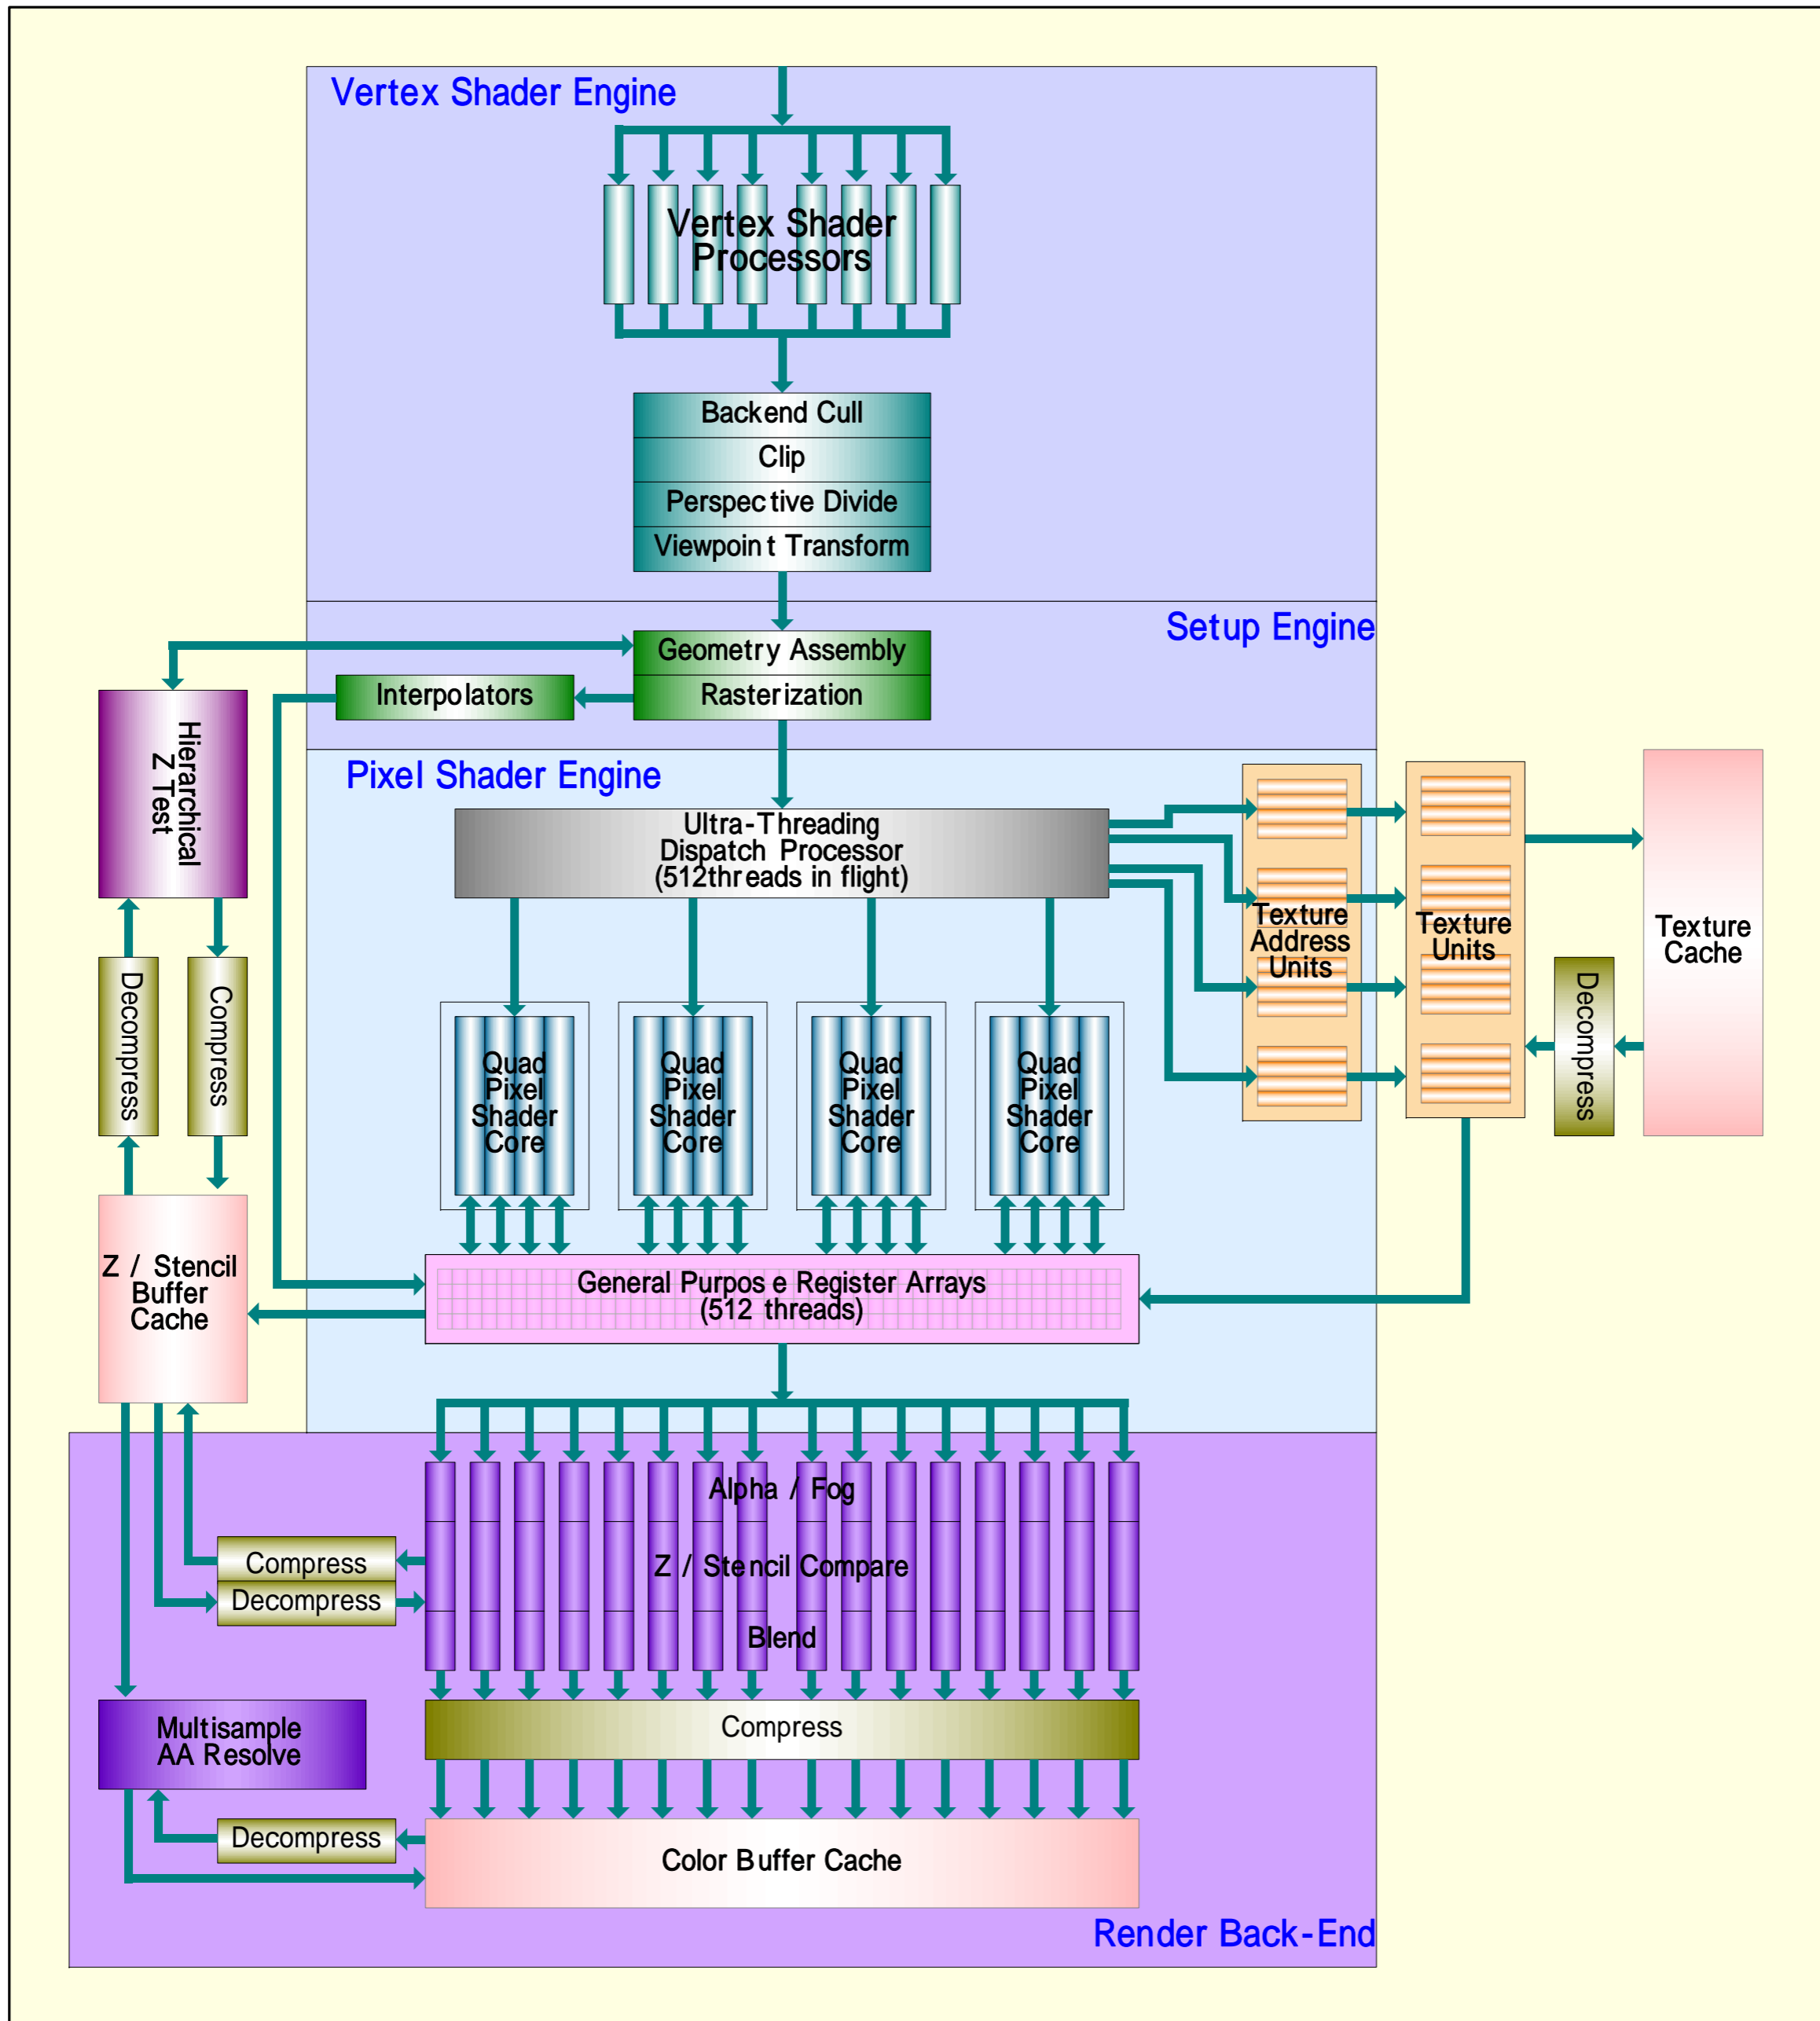 Vertex Shader Engine
Vertex Shader
Processors
Backend Cull
Clip
Perspective Divide
Viewpoint Transform
Setup Engine
Geometry Assembly
Rasterization
Interpolators
Hierarchical
Z Test
Pixel Shader Engine
Ultra-Threading
Dispatch Processor
(512threads in flight)
Texture
Address
Units
Texture
Units
Texture
Cache
Decompress
Decompress
Compress
Quad
Pixel
Shader
Core
Quad
Pixel
Shader
Core
Quad
Pixel
Shader
Core
Quad
Pixel
Shader
Core
Z / Stencil
Buffer
Cache
General Purpose Register Arrays
(512 threads)
Alpha / Fog
Z / Stencil Compare
Blend
Compress
Decompress
Multisample
AA Resolve
Compress
Decompress
Color Buffer Cache
Render Back-End